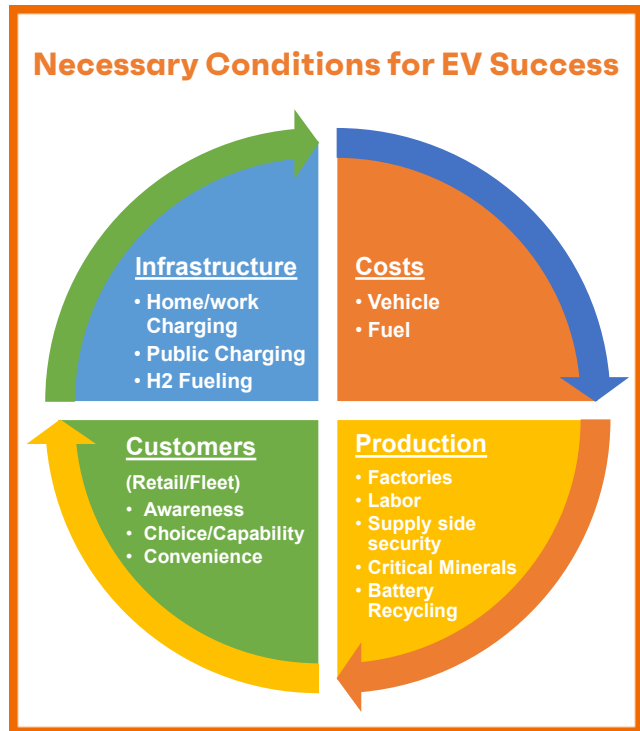 Necessary Conditions for EV Success
Infrastructure
• Home/work
Charging
• Public Charging
• H2 Fueling
Costs
• Vehicle
• Fuel
Customers
(Retail/Fleet)
• Awareness
• Choice/Capability
• Convenience
Production
• Factories
• Labor
• Supply side
security
• Critical Minerals
• Battery
Recycling